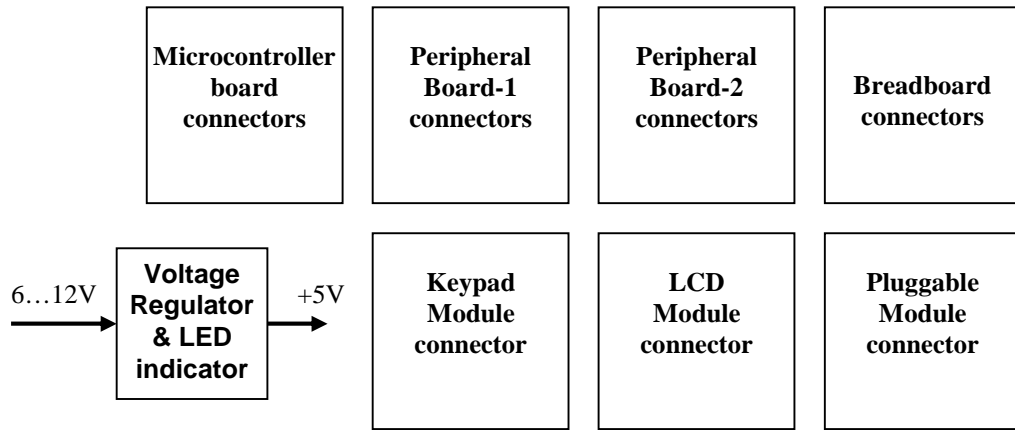 Microcontroller
board
connectors
Peripheral
Board-1
connectors
Peripheral
Board-2
connectors
Breadboard
connectors
6…12V
Voltage
Regulator
& LED
indicator
+5V
Keypad
Module
connector
LCD
Module
connector
Pluggable
Module
connector